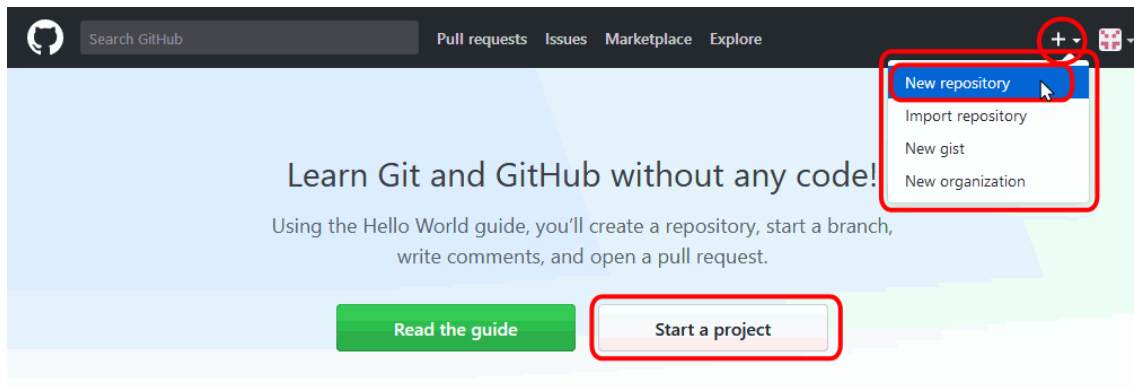 Search GitHub
Pull requests Issues Marketplace Explore
New repository
Import repository
New gist
New organization
Learn Git and GitHub without any code!
Using the Hello World guide, you’ll create a repository, start a branch,
write comments, and open a pull request.
Read the guide
Start a project